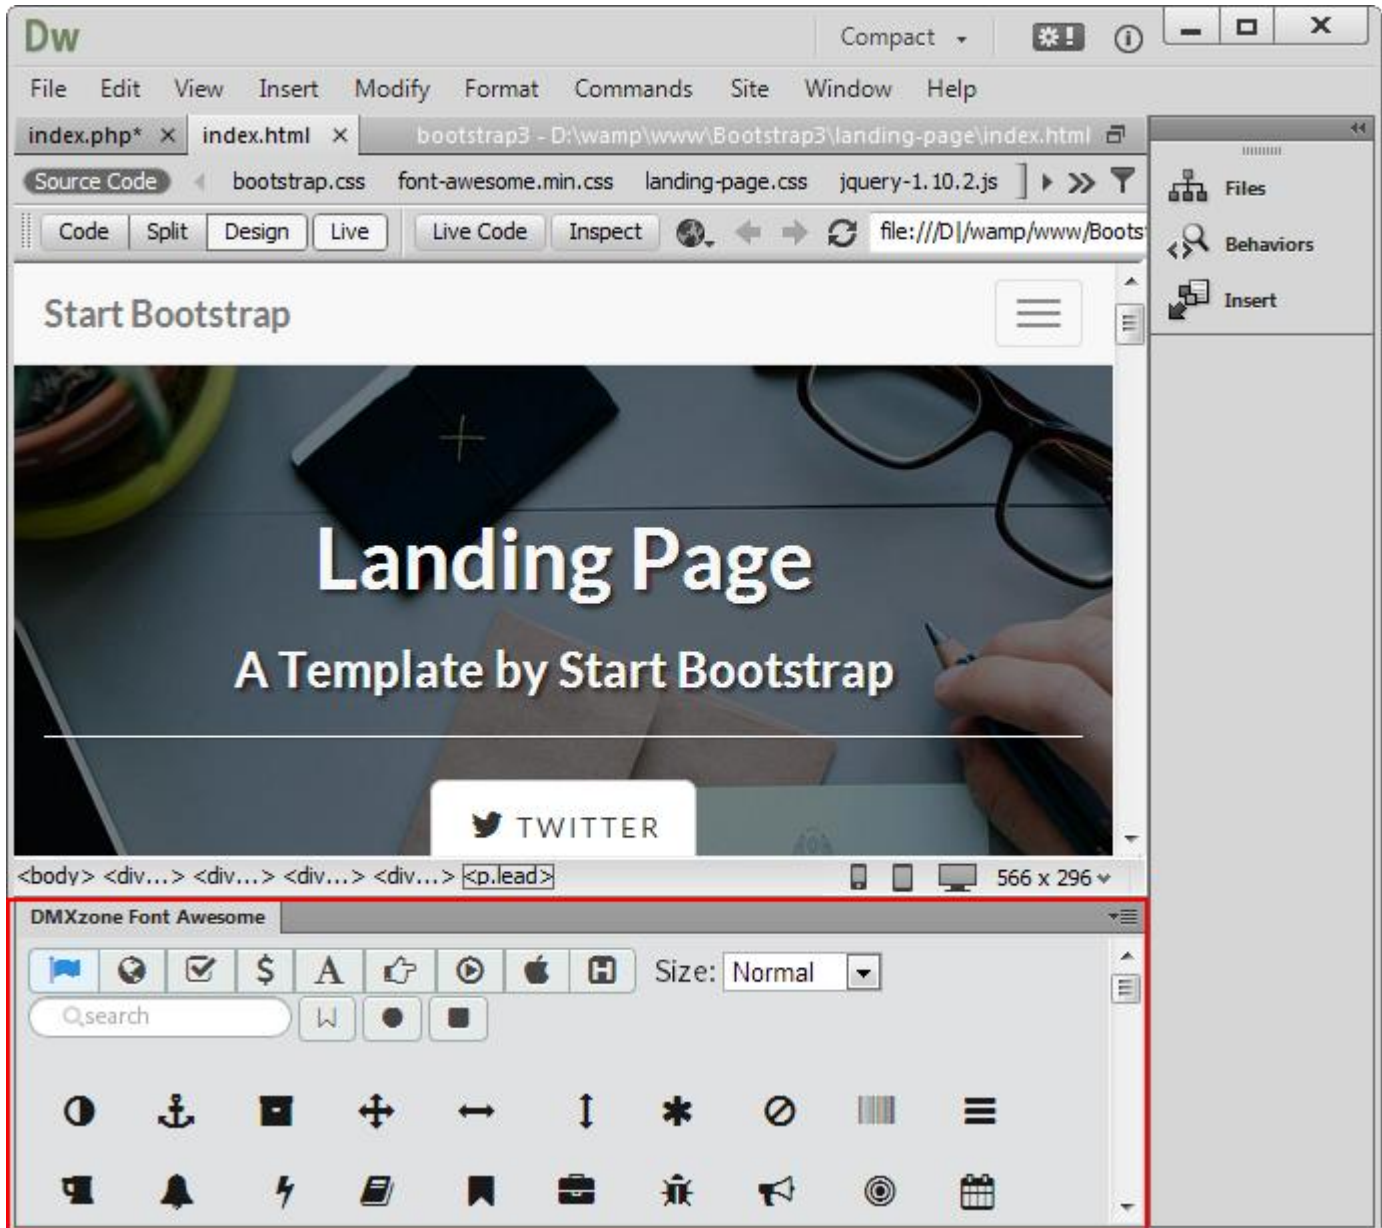 Dw Compact
File Edit View Insert Modify Format Commands Site Window Help
index.php* × index.html × bootstrap3 - D:\wamp\www\Bootstrap3\landing-page\index.html
Source Code bootstrap.css font-awesome.min.css landing-page.css jquery-1.10.2.js
Code Split Design Live Live Code Inspect file:///D|/wamp/www/Boots
Files
Behaviors
Insert
Start Bootstrap
Landing Page
A Template by Start Bootstrap
TWITTER
<body> <div...> <div...> <div...> <div...> <p.lead> 566 x 296
DMXzone Font Awesome
Size: Normal
search